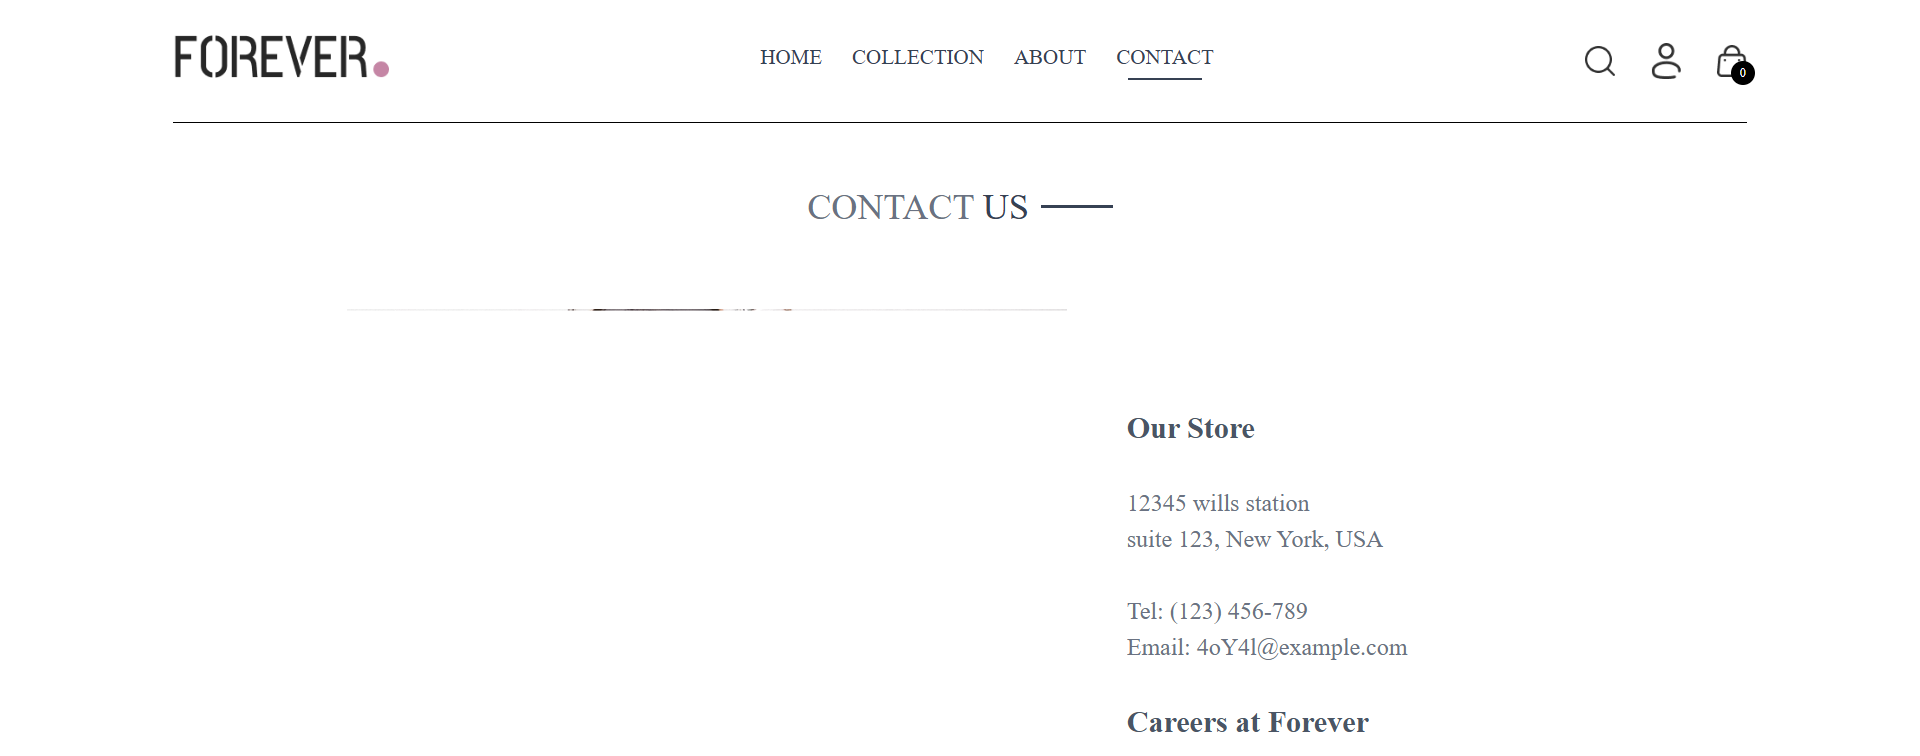 FOREVER.
HOME COLLECTION ABOUT CONTACT
0
CONTACT US
Our Store
12345 wills station
suite 123, New York, USA
Tel: (123) 456-789
Email: 4oY4l@example.com
Careers at Forever